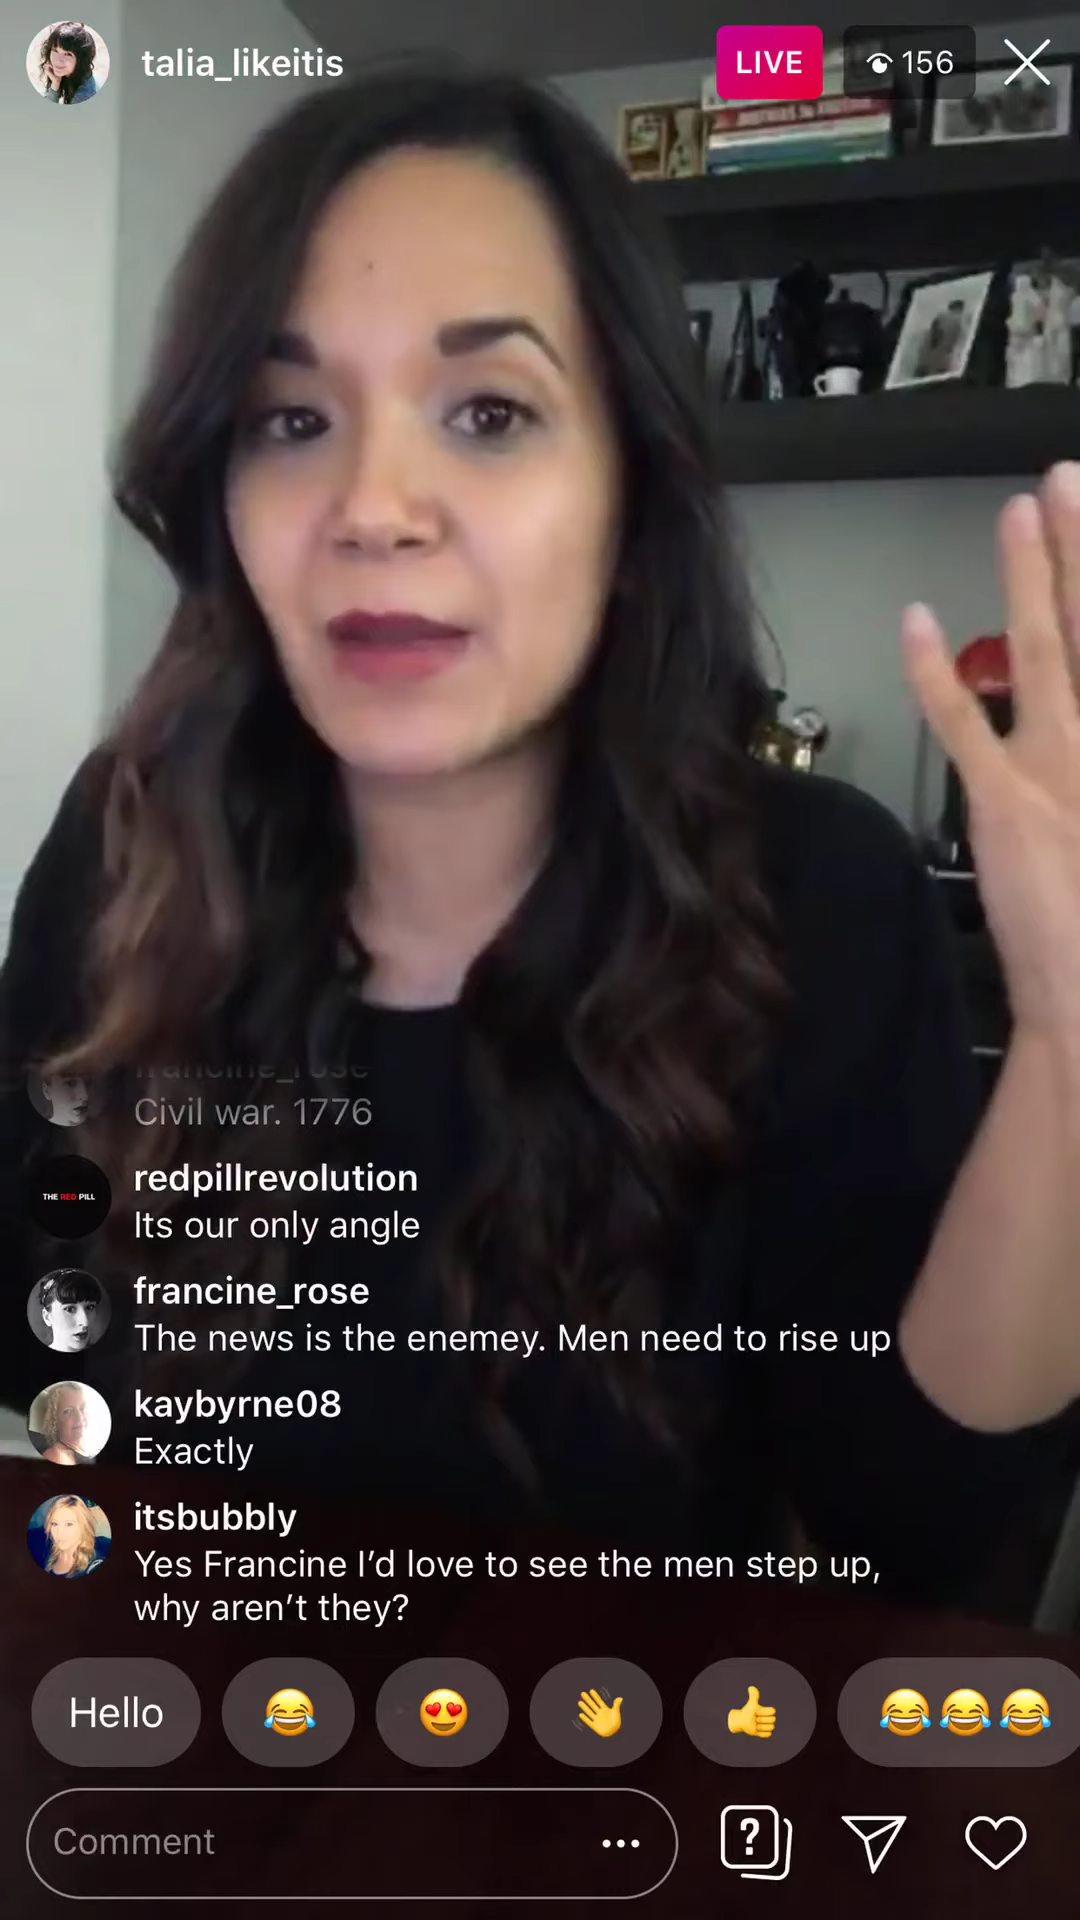 talia_likeitis
LIVE
156
francine_rose
Civil war. 1776
THE RED PILL
redpillrevolution
Its our only angle
francine_rose
The news is the enemey. Men need to rise up
kaybyrne08
Exactly
itsbubbly
Yes Francine I’d love to see the men step up,
why aren’t they?
Hello
Comment